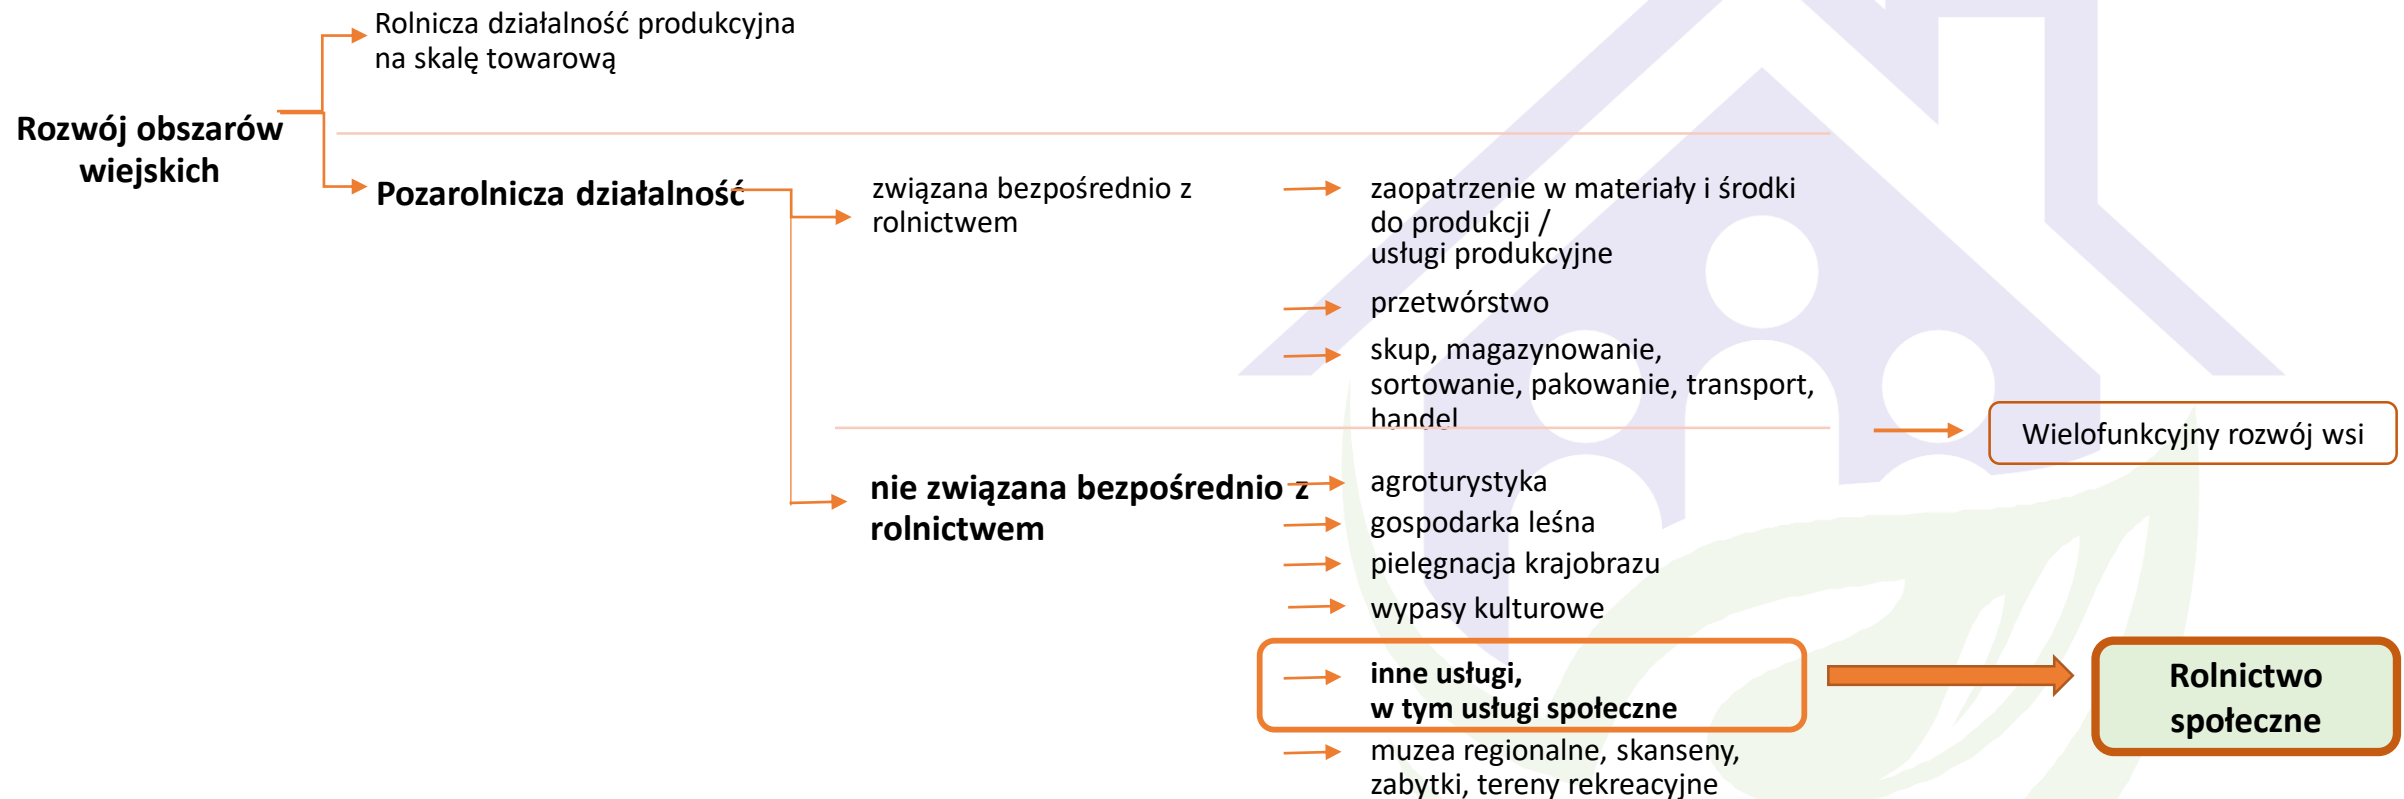 Rolnicza działalność produkcyjna
na skalę towarową
Rozwój obszarów
wiejskich
Pozarolnicza działalność
związana bezpośrednio z
rolnictwem
zaopatrzenie w materiały i środki
do produkcji /
usługi produkcyjne
przetwórstwo
skup, magazynowanie,
sortowanie, pakowanie, transport,
handel
Wielofunkcyjny rozwój wsi
nie związana bezpośrednio z
rolnictwem
agroturystyka
gospodarka leśna
pielęgnacja krajobrazu
wypasy kulturowe
inne usługi,
w tym usługi społeczne
Rolnictwo
społeczne
muzea regionalne, skanseny,
zabytki, tereny rekreacyjne